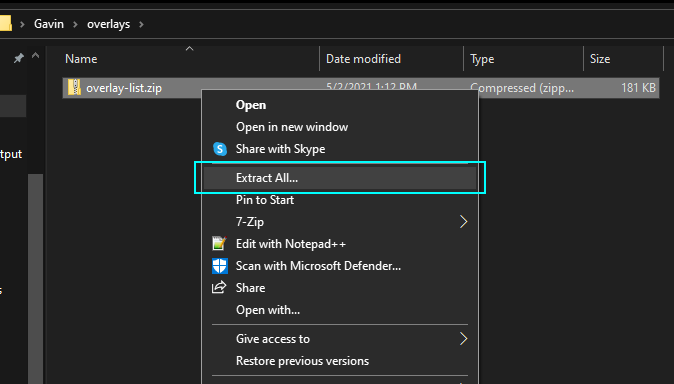 Gavin > overlays >
Name Date modified Type Size
overlay-list.zip 5/2/2021 1:12 PM Compressed (zipp... 181 KB
Open
Open in new window
Share with Skype
tput
Extract All...
Pin to Start
7-Zip
Edit with Notepad++
Scan with Microsoft Defender...
Share
Open with...
Give access to
Restore previous versions